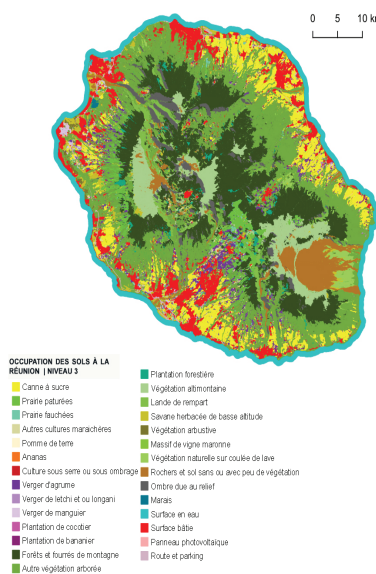 0 5 10 km
OCCUPATION DES SOLS À LA
RÉUNION | NIVEAU 3
Canne à sucre
Prairie paturées
Prairie fauchées
Autres cultures maraichères
Pomme de terre
Ananas
Culture sous serre ou sous ombrage
Verger d'agrume
Verger de letchi et ou longani
Verger de manguier
Plantation de cocotier
Plantation de bananier
Forêts et fourrés de montagne
Autre végétation arborée
Plantation forestière
Végétation altimontaine
Lande de rempart
Savane herbacée de basse altitude
Végétation arbustive
Massif de vigne maronne
Végétation naturelle sur coulée de lave
Rochers et sol sans ou avec peu de végétation
Ombre due au relief
Marais
Surface en eau
Surface bâtie
Panneau photovoltaïque
Route et parking